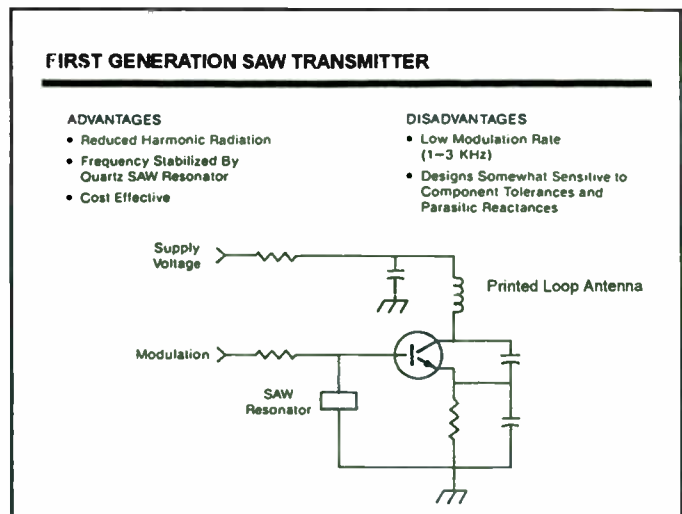 FIRST GENERATION SAW TRANSMITTER
ADVANTAGES
• Reduced Harmonic Radiation
• Frequency Stabilized By
Quartz SAW Resonator
• Cost Effective
DISADVANTAGES
• Low Modulation Rate
(1–3 KHz)
• Designs Somewhat Sensitive to
Component Tolerances and
Parasitic Reactances
Supply
Voltage
Printed Loop Antenna
Modulation
SAW
Resonator